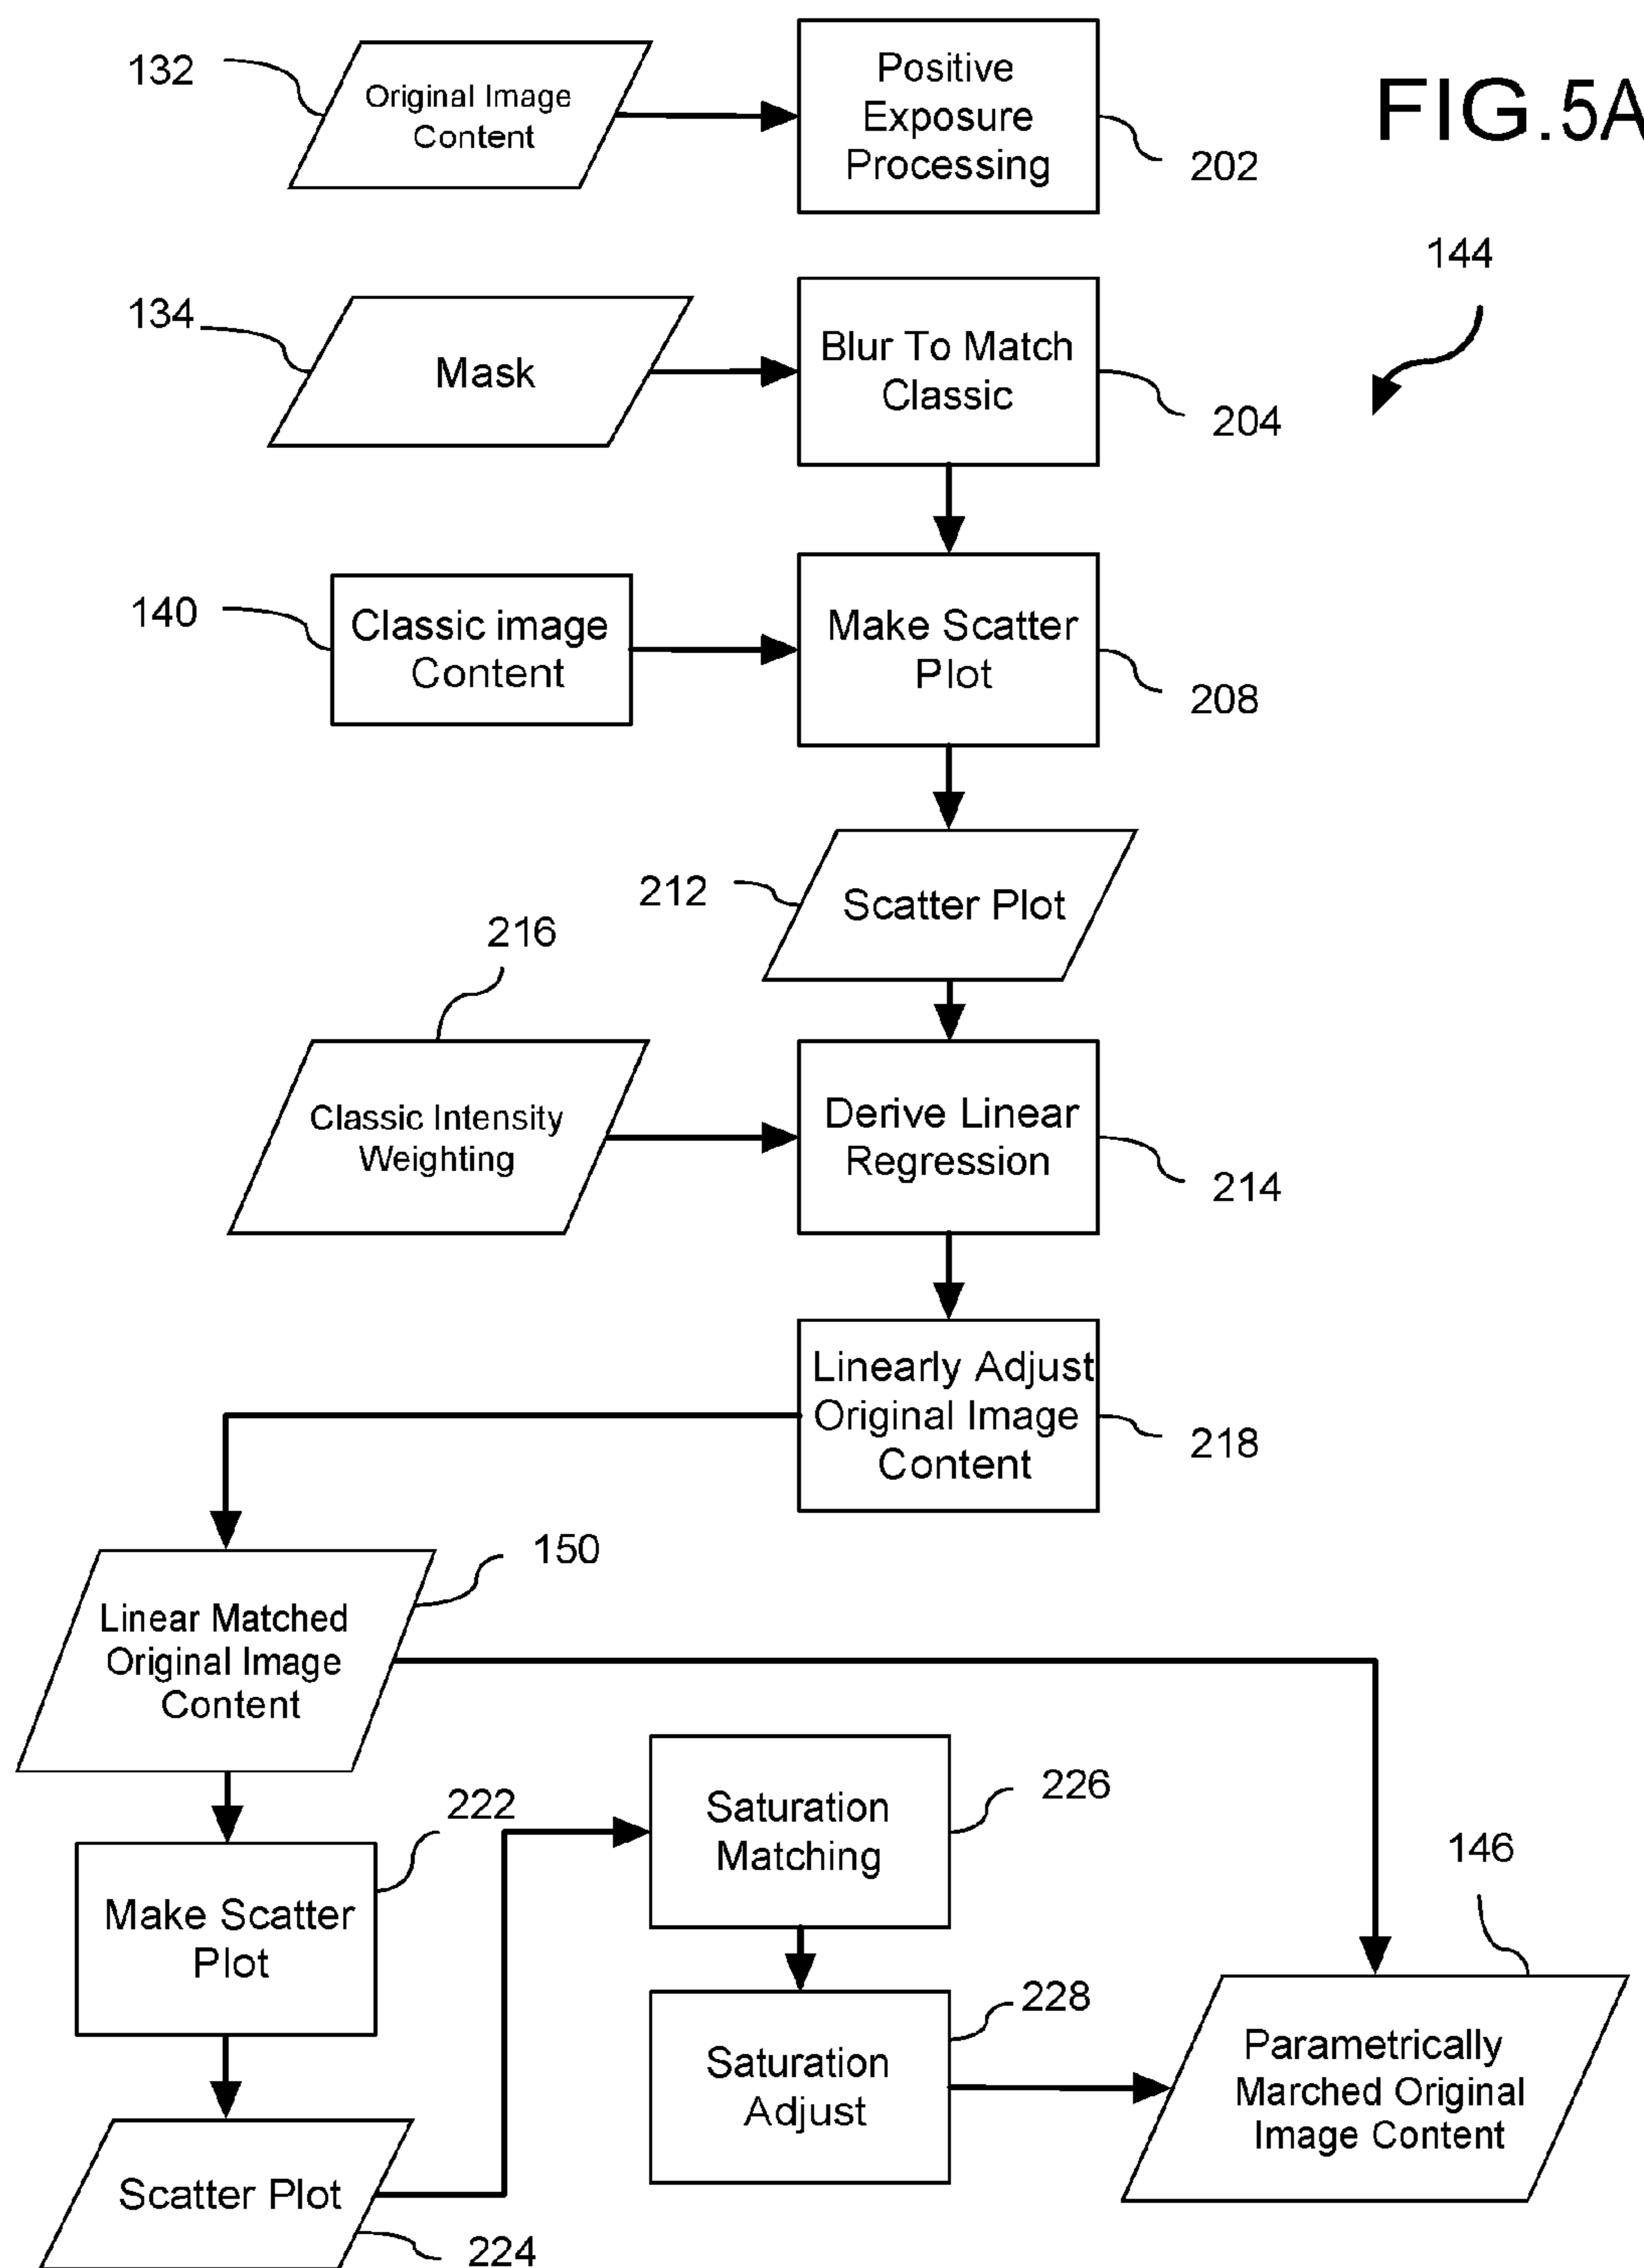 FIG.5A
132
Original Image
Content
Positive
Exposure
Processing
202
144
134
Mask
Blur To Match
Classic
204
140
Classic image
Content
Make Scatter
Plot
208
212
Scatter Plot
216
Classic Intensity
Weighting
Derive Linear
Regression
214
Linearly Adjust
Original Image
Content
218
150
Linear Matched
Original Image
Content
222
Make Scatter
Plot
Saturation
Matching
226
146
Saturation
Adjust
228
Parametrically
Marched Original
Image Content
Scatter Plot
224